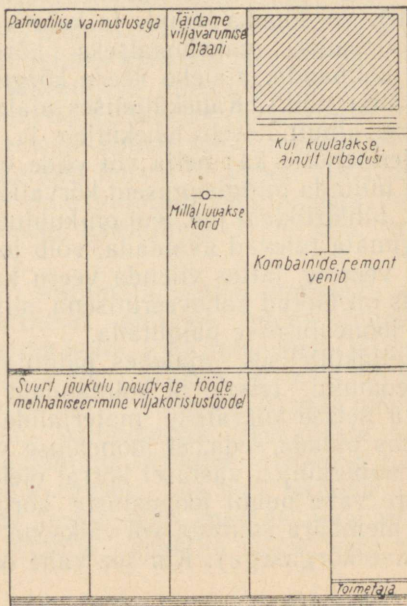 Patriootilise vaimustusega
Täidame
viljavarumise
plaani
Kui kuulatakse,
ainult lubadusi
Millal luuakse
kord
Kombainide remont
venib
Suurt jõukulu nõudvate tööde
mehhaniseerimine viljakoristustöödel
Toimetaja